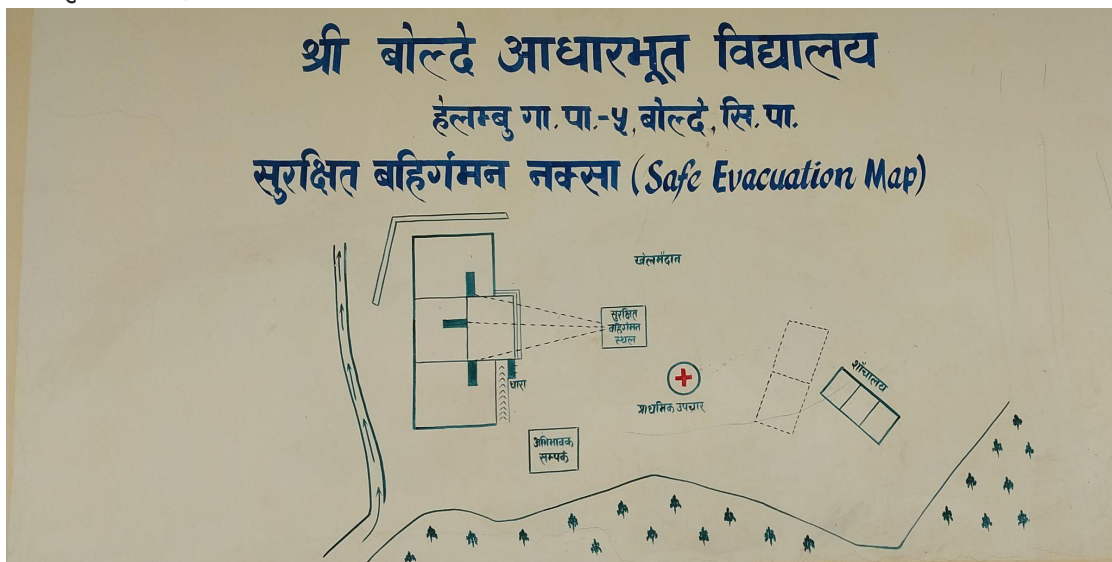 श्री बोल्दे आधारभूत विद्यालय
हेलम्बु गा.पा.-५, बोल्दे, सि.पा.
सुरक्षित बहिर्गमन नक्सा (Safe Evacuation Map)
खेलमैदान
सुरक्षित
बहिर्गमन
स्थल
धारा
शौचालय
प्राथमिक उपचार
अभिभावक
सम्पर्क